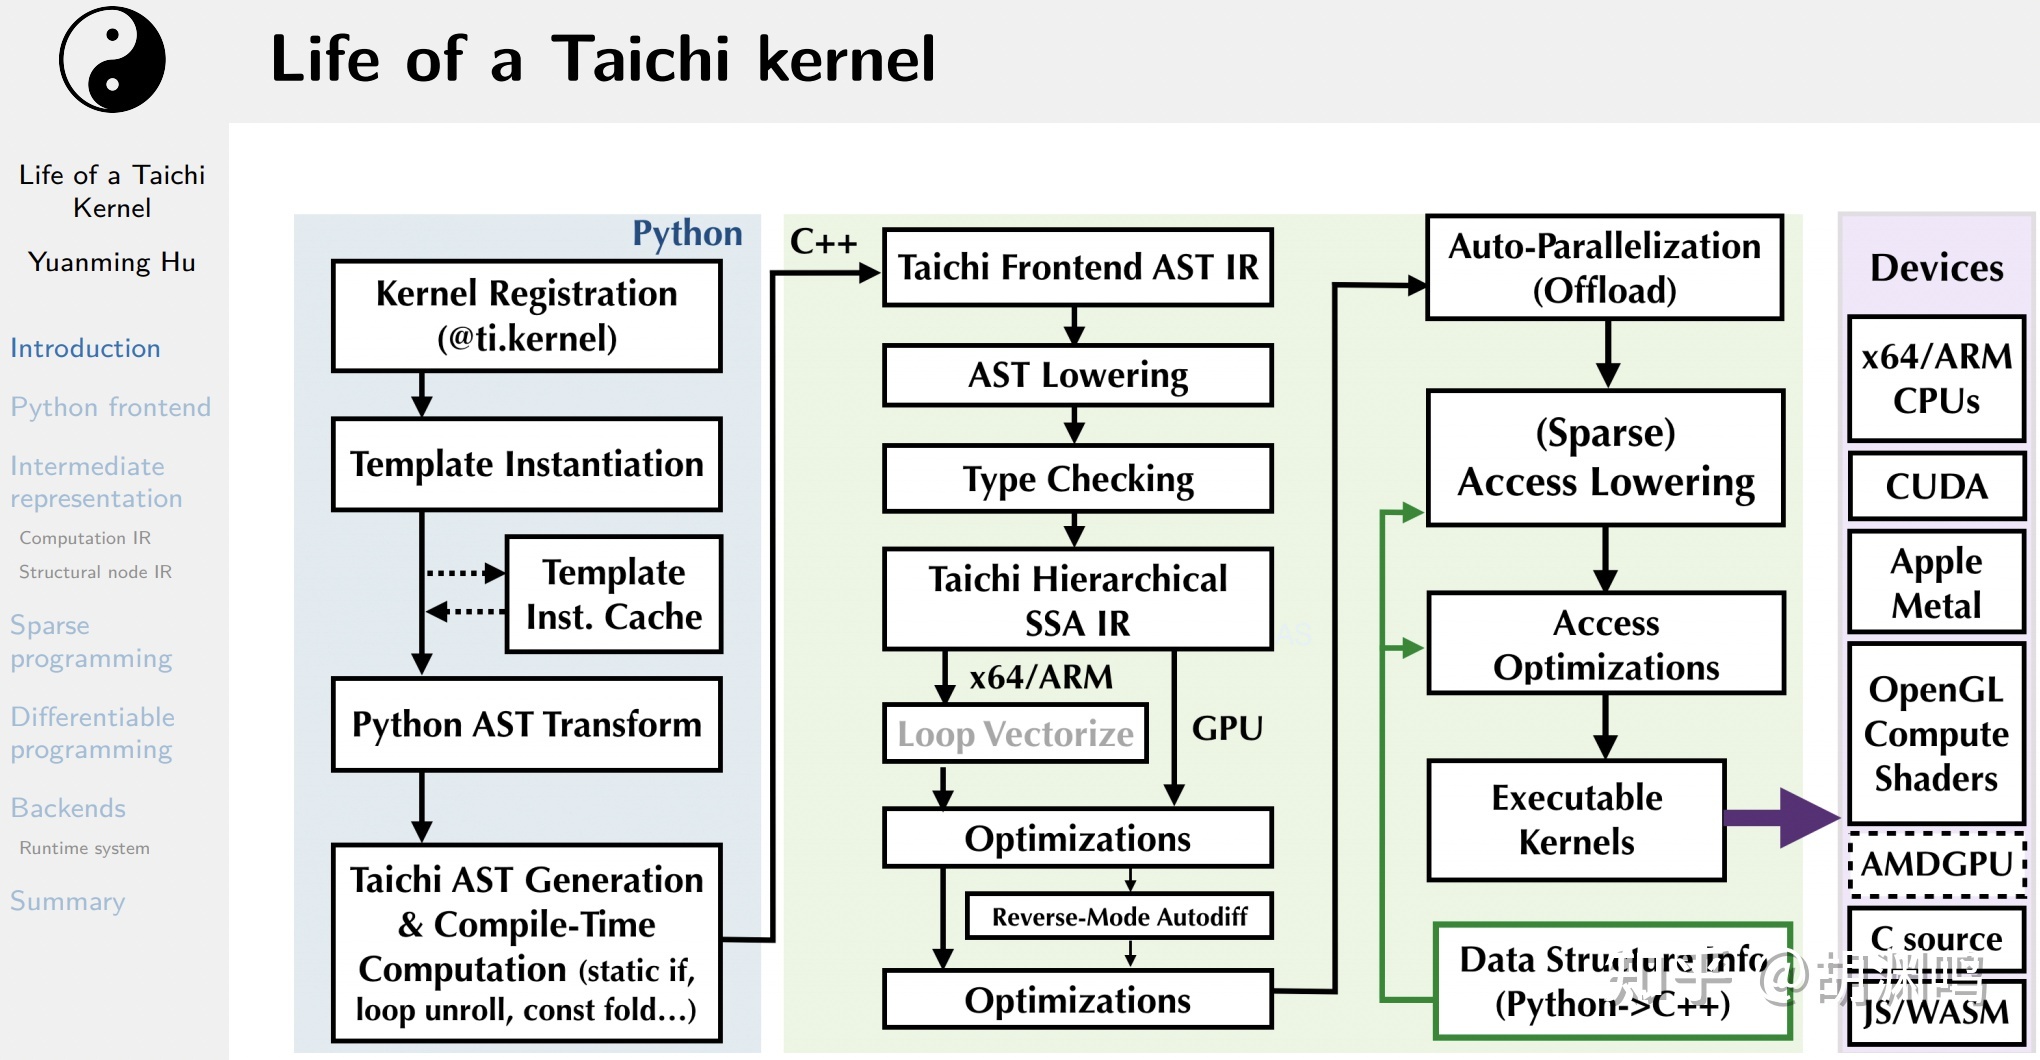 Life of a Taichi kernel
Life of a Taichi
Kernel
Yuanming Hu
Introduction
Python frontend
Intermediate
representation
Computation IR
Structural node IR
Sparse
programming
Differentiable
programming
Backends
Runtime system
Summary
Python
Kernel Registration
(@ti.kernel)
Template Instantiation
Template
Inst. Cache
Python AST Transform
Taichi AST Generation
& Compile-Time
Computation (static if,
loop unroll, const fold...)
C++
Taichi Frontend AST IR
AST Lowering
Type Checking
Taichi Hierarchical
SSA IR
AS
x64/ARM
Loop Vectorize
GPU
Optimizations
Reverse-Mode Autodiff
Optimizations
Auto-Parallelization
(Offload)
(Sparse)
Access Lowering
Access
Optimizations
Executable
Kernels
Data Structure Info
(Python->C++)
Devices
x64/ARM
CPUs
CUDA
Apple
Metal
OpenGL
Compute
Shaders
AMDGPU
C source
JS/WASM
知乎 @胡渊鸣